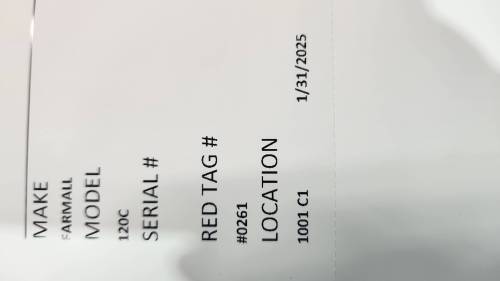 MAKE
FARMALL
MODEL
120C
SERIAL #
RED TAG #
#0261
LOCATION
1001 C1 1/31/2025